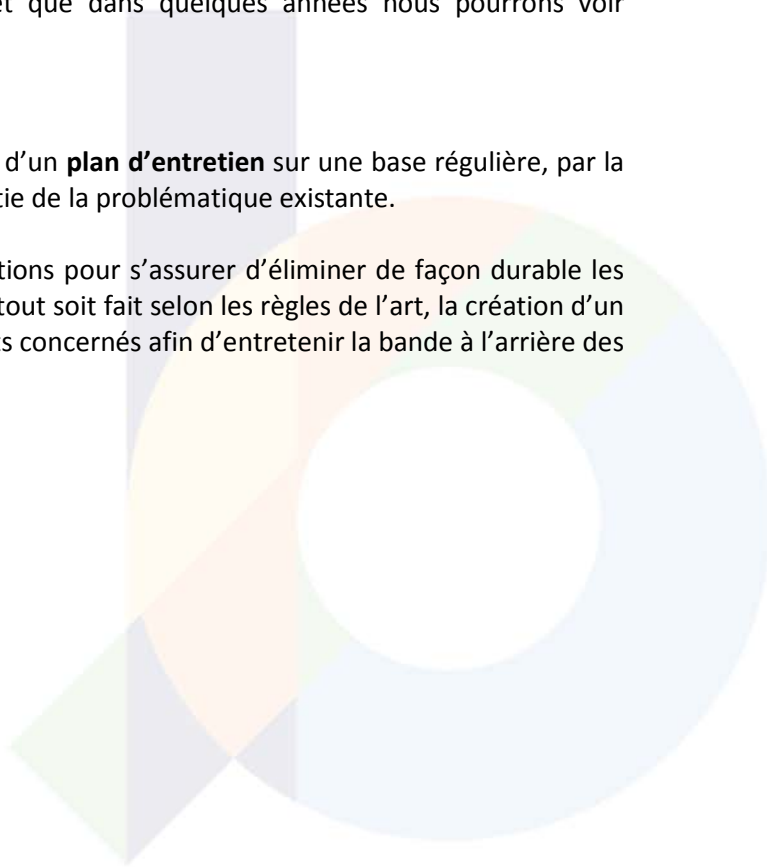 et que dans quelques années nous pourrons voir
d’un plan d’entretien sur une base régulière, par la
tie de la problématique existante.
tions pour s’assurer d’éliminer de façon durable les
tout soit fait selon les règles de l’art, la création d’un
ts concernés afin d’entretenir la bande à l’arrière des